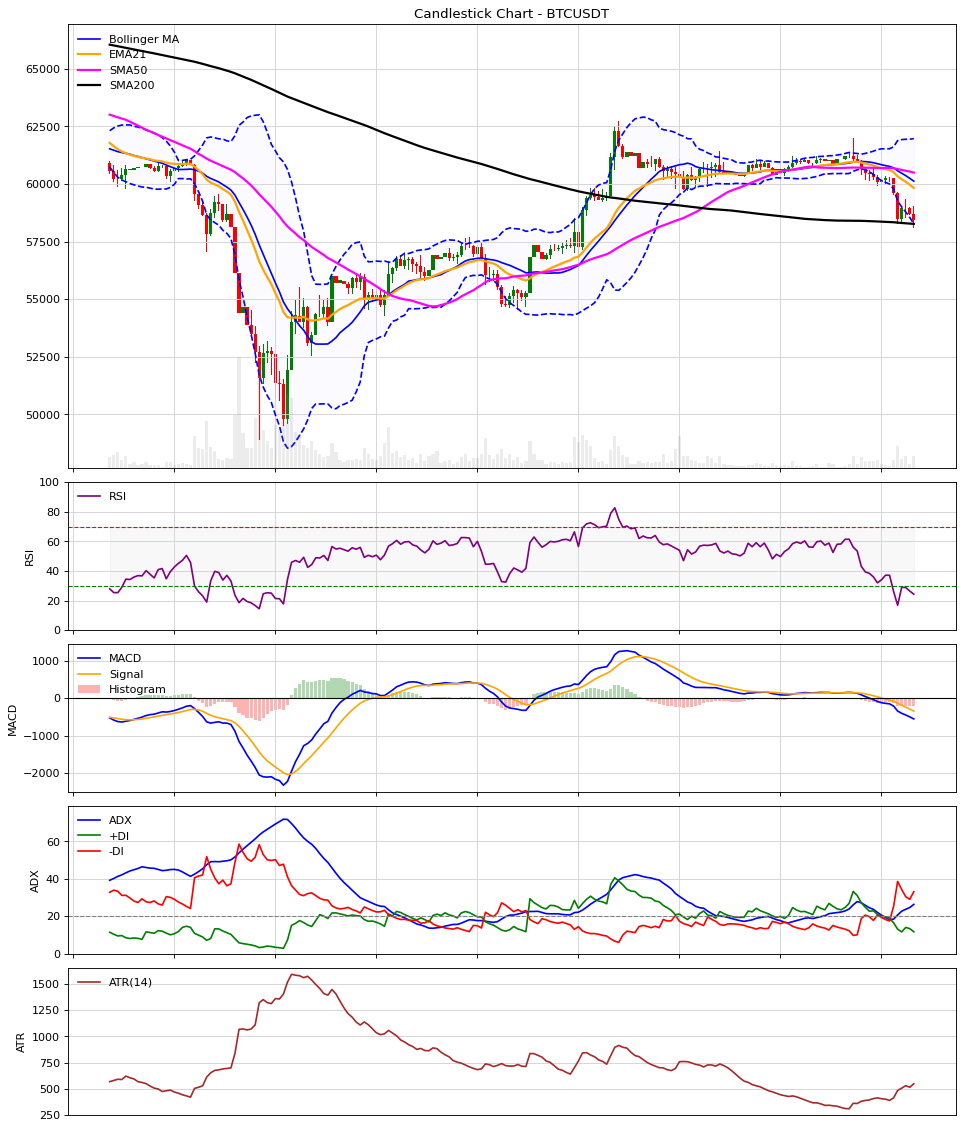 Candlestick Chart - BTCUSDT
Bollinger MA
EMA21
SMA50
SMA200
65000
62500
60000
57500
55000
52500
50000
RSI
100
80
60
40
20
0
RSI
MACD
Signal
Histogram
1000
0
−1000
−2000
MACD
ADX
+DI
-DI
60
40
20
0
ADX
ATR(14)
1500
1250
1000
750
500
250
ATR